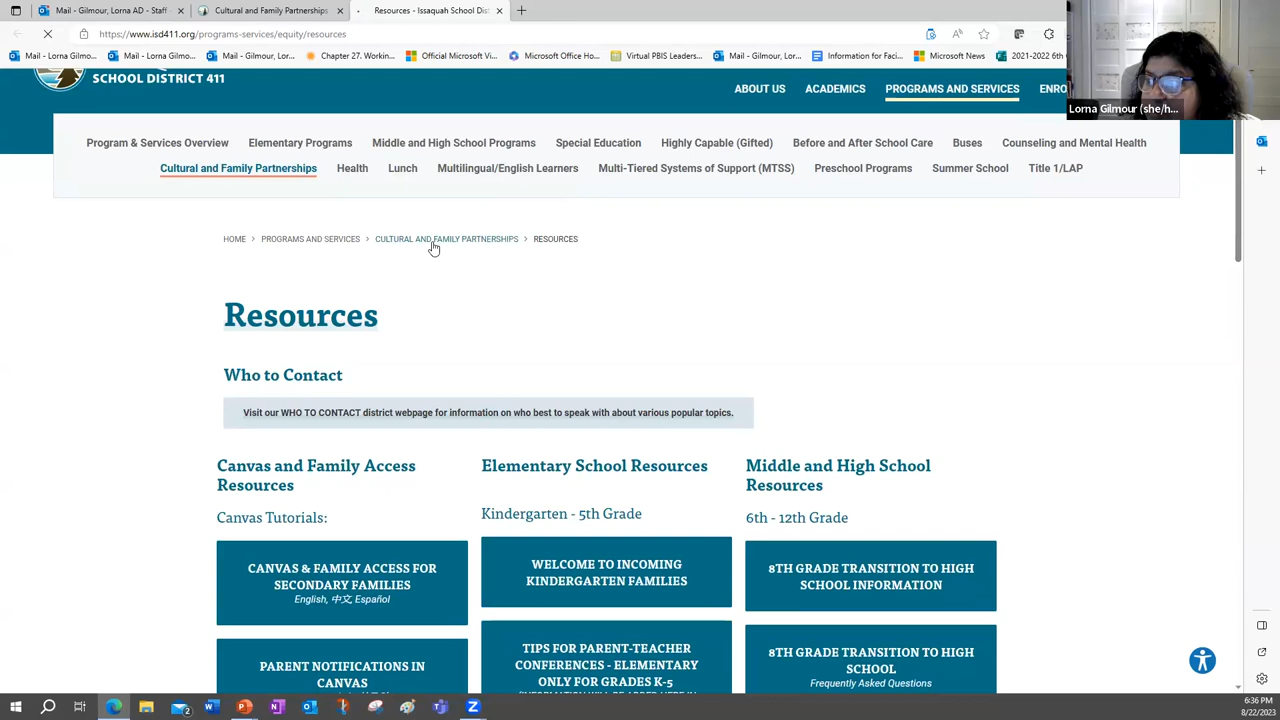 Mail - Gilmour, Lorna AD - Staff
Cultural and Family Partnerships
Resources - Issaquah School Dist
https://www.isd411.org/programs-services/equity/resources
Mail - Lorna Gilmo...
Mail - Lorna Gilmo...
Mail - Gilmour, Lor...
Chapter 27. Workin...
Official Microsoft Vi...
Microsoft Office Ho...
Virtual PBIS Leaders...
Mail - Gilmour, Lor...
Information for Faci...
Microsoft News
2021-2022 6th
SCHOOL DISTRICT 411
ABOUT US
ACADEMICS
PROGRAMS AND SERVICES
ENRO
Lorna Gilmour (she/h...
Program & Services Overview
Elementary Programs
Middle and High School Programs
Special Education
Highly Capable (Gifted)
Before and After School Care
Buses
Counseling and Mental Health
Cultural and Family Partnerships
Health
Lunch
Multilingual/English Learners
Multi-Tiered Systems of Support (MTSS)
Preschool Programs
Summer School
Title 1/LAP
HOME > PROGRAMS AND SERVICES > CULTURAL AND FAMILY PARTNERSHIPS > RESOURCES
Resources
Who to Contact
Visit our WHO TO CONTACT district webpage for information on who best to speak with about various popular topics.
Canvas and Family Access
Resources
Canvas Tutorials:
CANVAS & FAMILY ACCESS FOR
SECONDARY FAMILIES
English, 中文, Español
PARENT NOTIFICATIONS IN
CANVAS
Elementary School Resources
Kindergarten - 5th Grade
WELCOME TO INCOMING
KINDERGARTEN FAMILIES
TIPS FOR PARENT-TEACHER
CONFERENCES - ELEMENTARY
ONLY FOR GRADES K-5
Middle and High School
Resources
6th - 12th Grade
8TH GRADE TRANSITION TO HIGH
SCHOOL INFORMATION
8TH GRADE TRANSITION TO HIGH
SCHOOL
Frequently Asked Questions
6:36 PM
8/22/2023